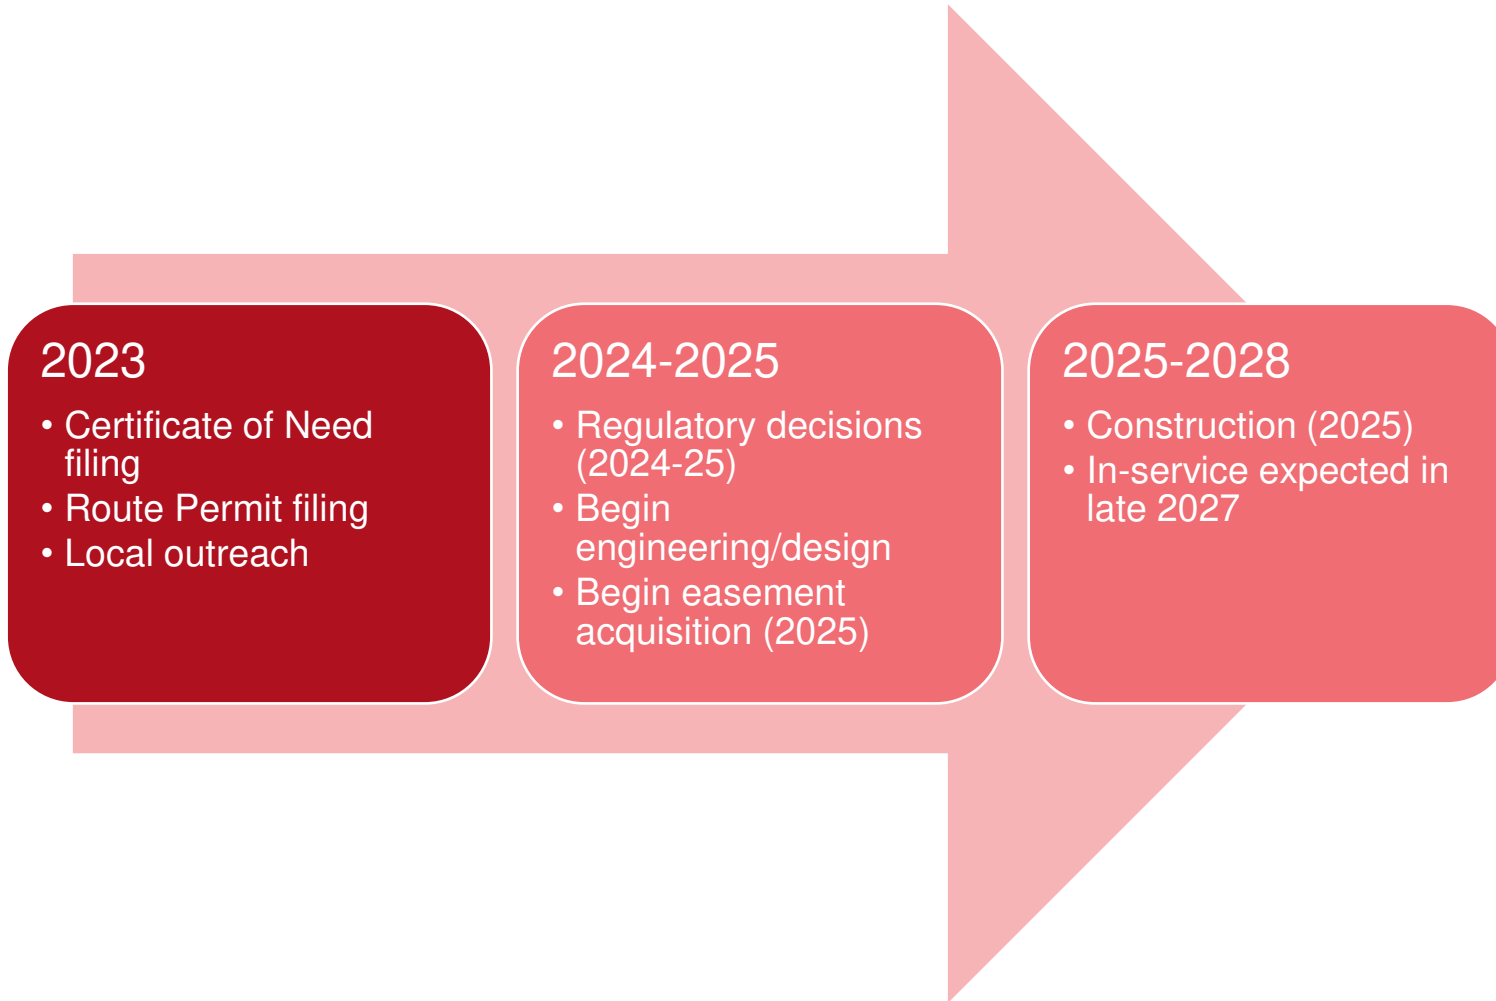 2023
• Certificate of Need
filing
• Route Permit filing
• Local outreach
2024-2025
• Regulatory decisions
(2024-25)
• Begin
engineering/design
• Begin easement
acquisition (2025)
2025-2028
• Construction (2025)
• In-service expected in
late 2027